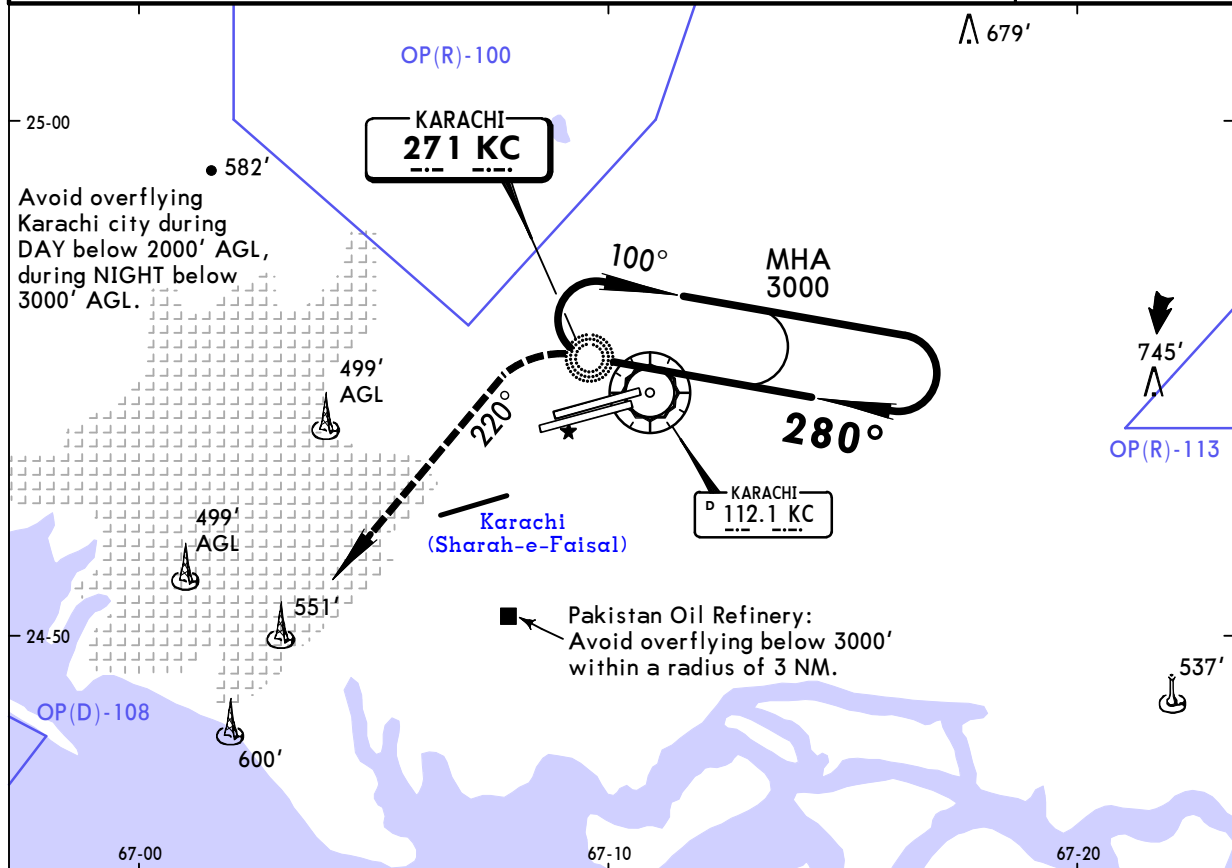 679'
OP(R)-100
KARACHI
271 KC
25-00
582'
Avoid overflying
Karachi city during
DAY below 2000' AGL,
during NIGHT below
3000' AGL.
100°
MHA
3000
745'
499'
AGL
220°
280°
OP(R)-113
KARACHI
D 112.1 KC
499'
AGL
Karachi
(Sharah-e-Faisal)
551'
Pakistan Oil Refinery:
Avoid overflying below 3000'
within a radius of 3 NM.
24-50
537'
OP(D)-108
600'
67-00
67-10
67-20